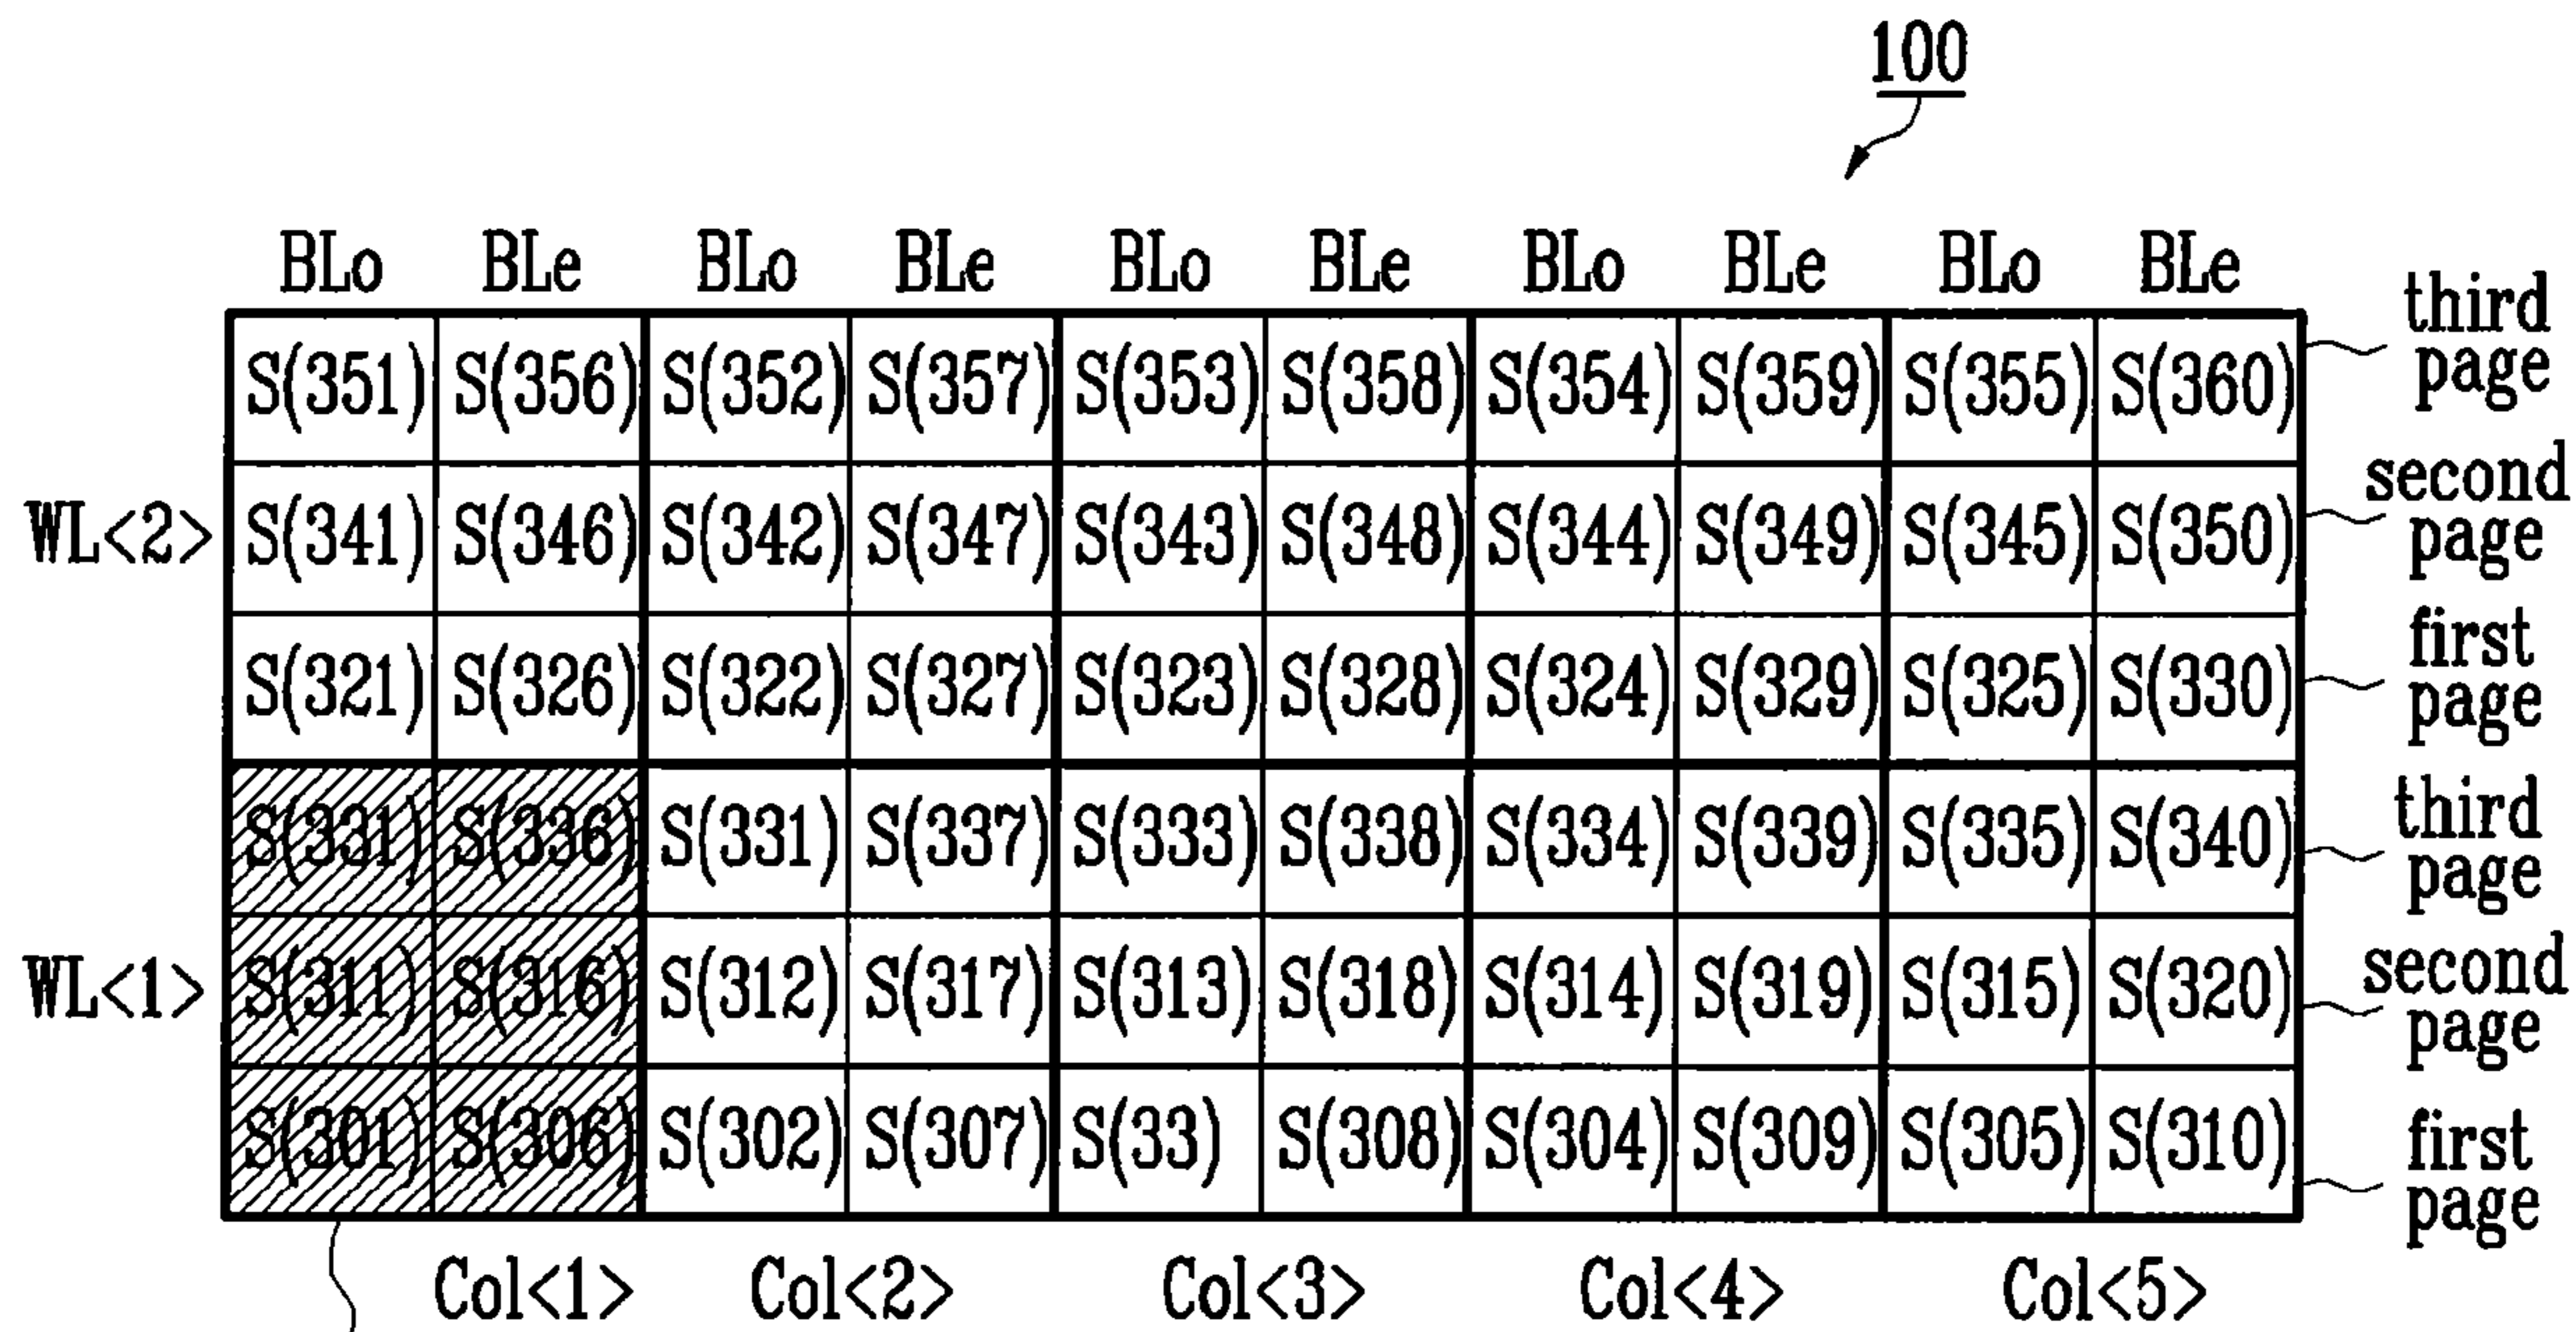 100
BLo BLe BLo BLe BLo BLe BLo BLe BLo BLe
S(351) S(356) S(352) S(357) S(353) S(358) S(354) S(359) S(355) S(360) third page
WL<2> S(341) S(346) S(342) S(347) S(343) S(348) S(344) S(349) S(345) S(350) second page
S(321) S(326) S(322) S(327) S(323) S(328) S(324) S(329) S(325) S(330) first page
S(331) S(336) S(331) S(337) S(333) S(338) S(334) S(339) S(335) S(340) third page
WL<1> S(311) S(316) S(312) S(317) S(313) S(318) S(314) S(319) S(315) S(320) second page
S(301) S(306) S(302) S(307) S(33) S(308) S(304) S(309) S(305) S(310) first page
Col<1> Col<2> Col<3> Col<4> Col<5>